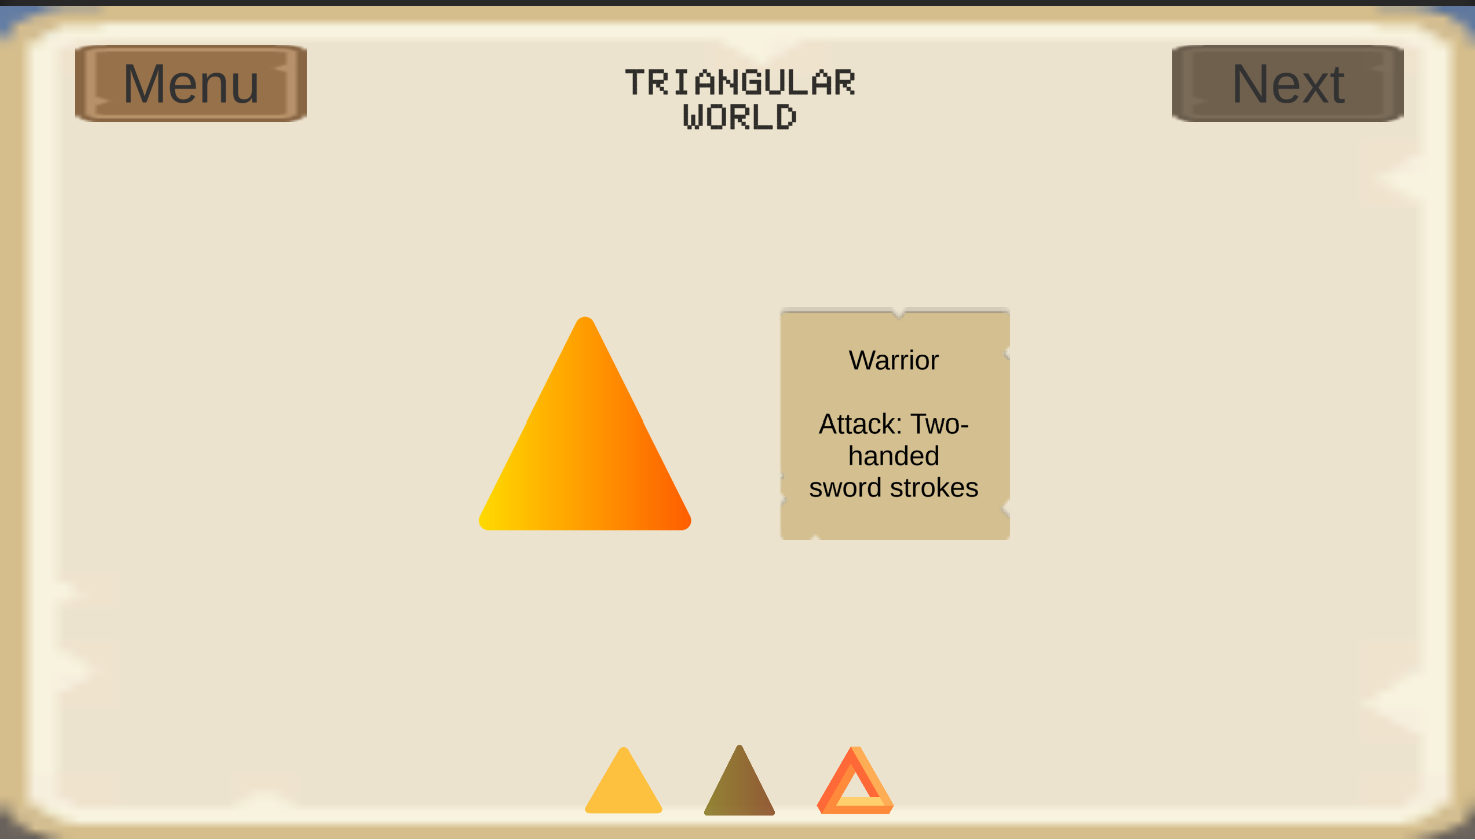 Menu
TRIANGULAR
WORLD
Next
Warrior
Attack: Two-
handed
sword strokes